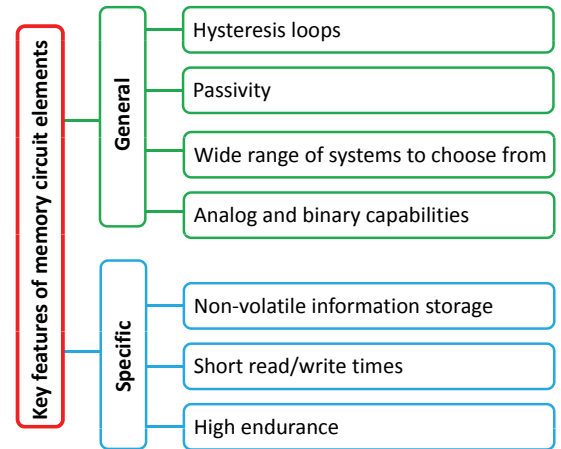 Key features of memory circuit elements
General
Hysteresis loops
Passivity
Wide range of systems to choose from
Analog and binary capabilities
Specific
Non-volatile information storage
Short read/write times
High endurance